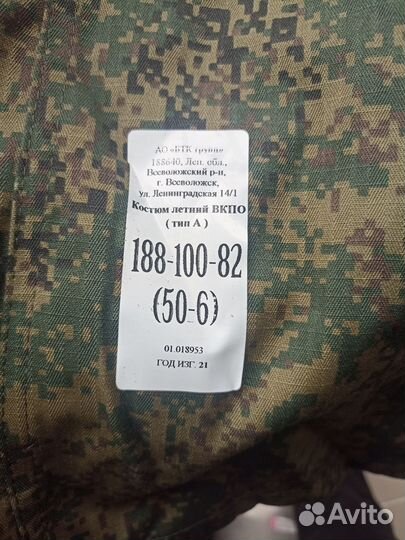 АО «БТК групп»
188640, Лен. обл.,
Всеволожский р-н,
г. Всеволожск,
ул. Ленинградская 14/1
Костюм летний ВКПО
( тип А )
188-100-82
(50-6)
01.018953
ГОД ИЗГ. 21
Avito